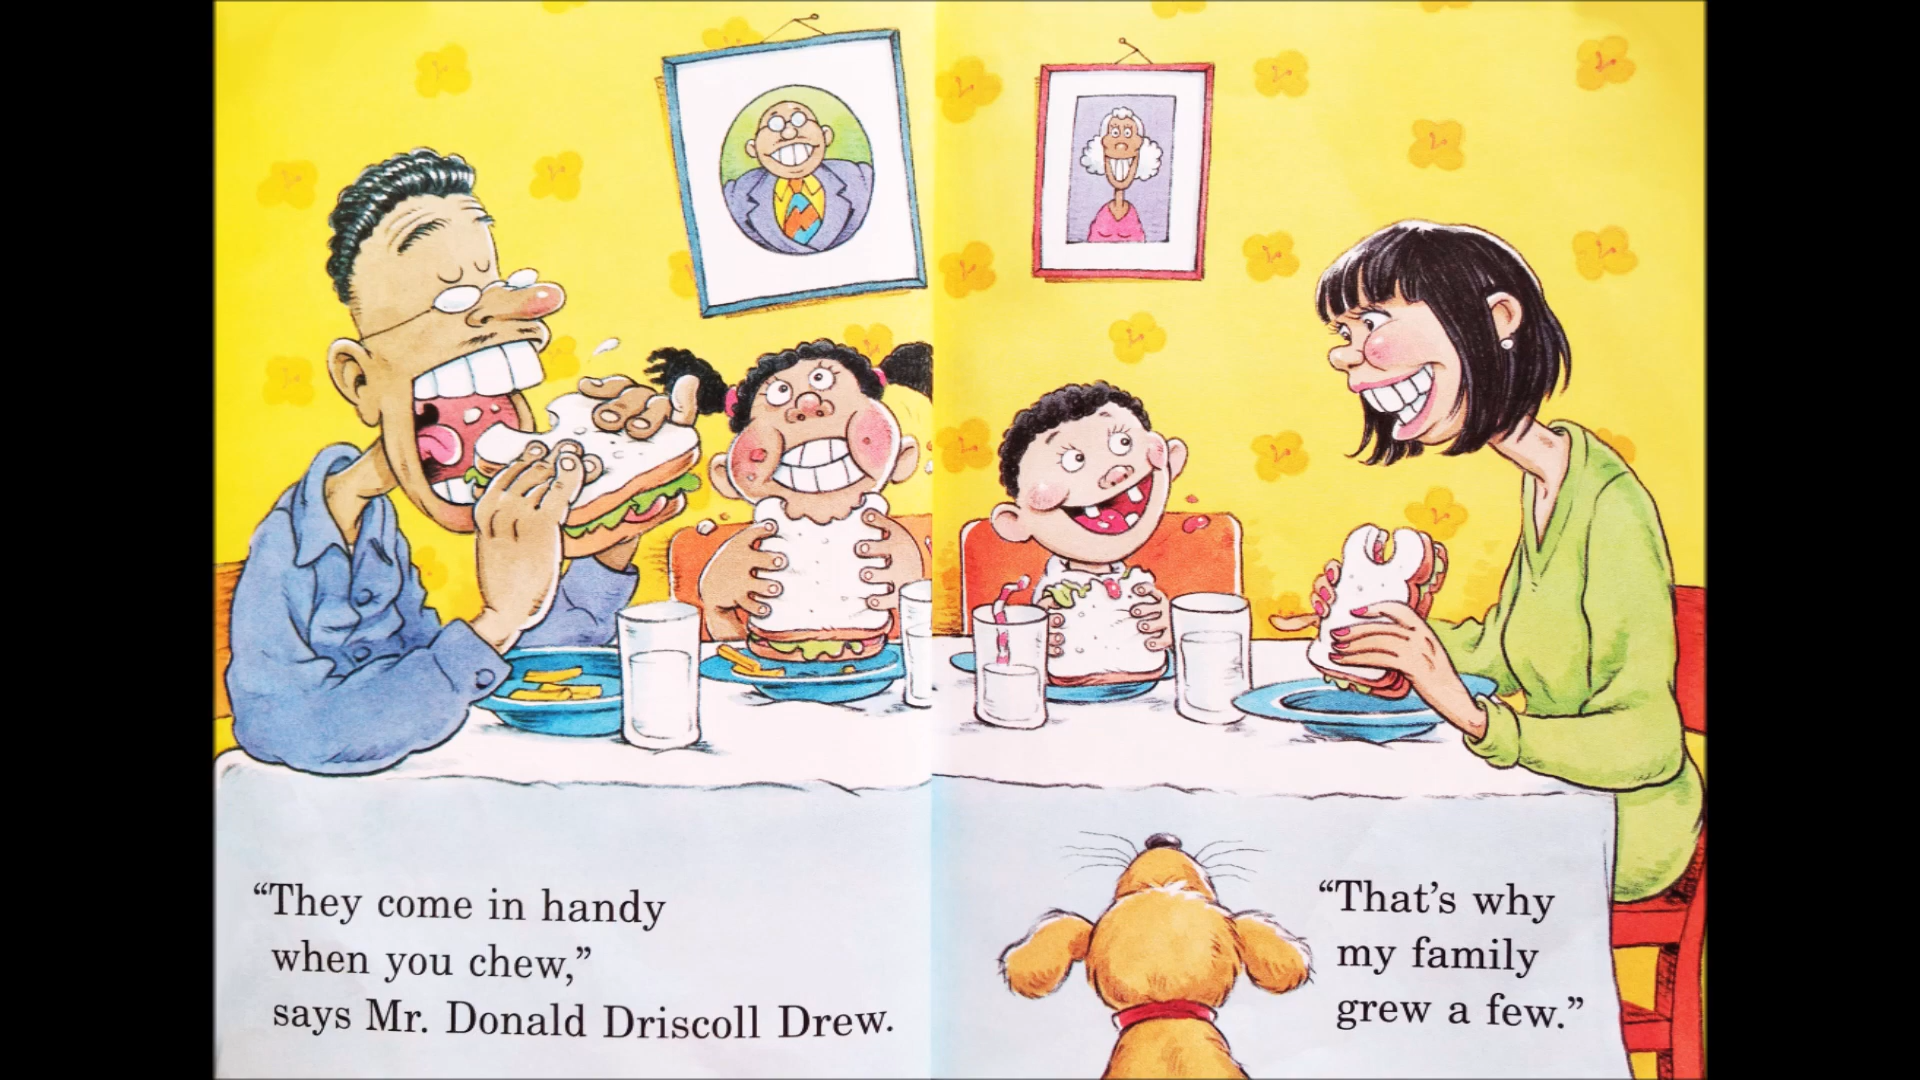 “They come in handy
when you chew,”
says Mr. Donald Driscoll Drew.
“That’s why
my family
grew a few.”